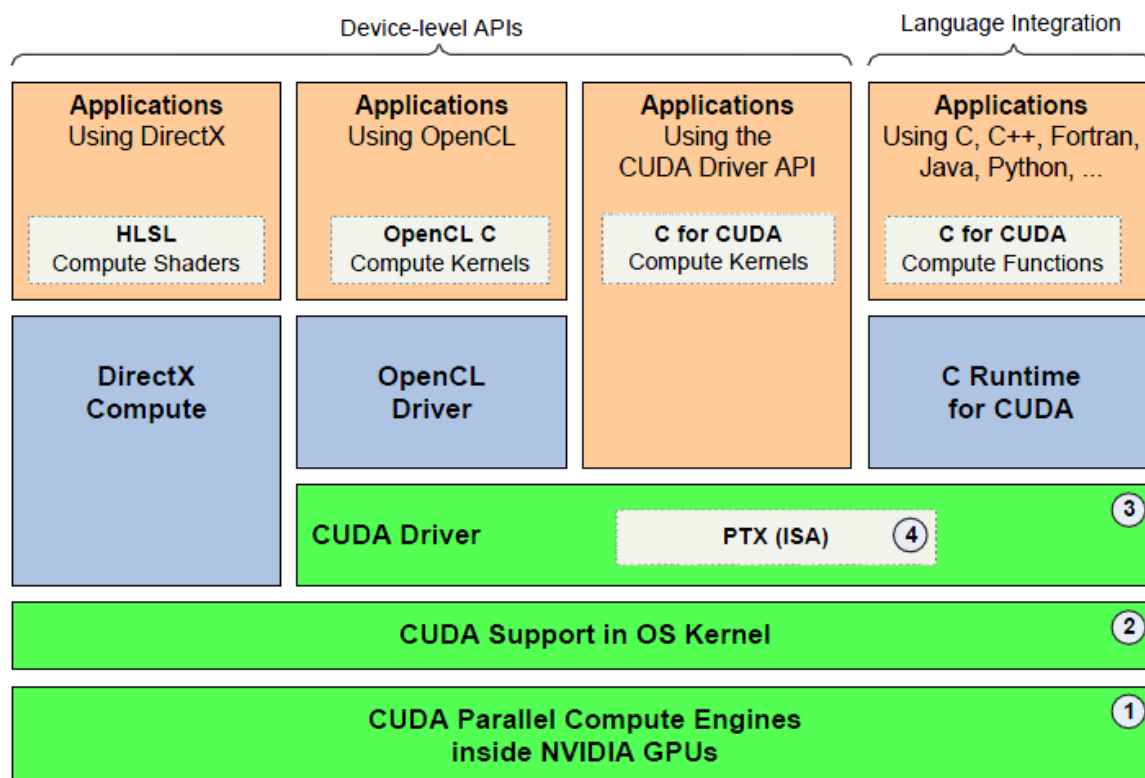 Device-level APIs
Language Integration
Applications
Using DirectX
HLSL
Compute Shaders
Applications
Using OpenCL
OpenCL C
Compute Kernels
Applications
Using the
CUDA Driver API
C for CUDA
Compute Kernels
Applications
Using C, C++, Fortran,
Java, Python, ...
C for CUDA
Compute Functions
DirectX
Compute
OpenCL
Driver
C Runtime
for CUDA
CUDA Driver
PTX (ISA)
4
3
CUDA Support in OS Kernel
2
CUDA Parallel Compute Engines
inside NVIDIA GPUs
1